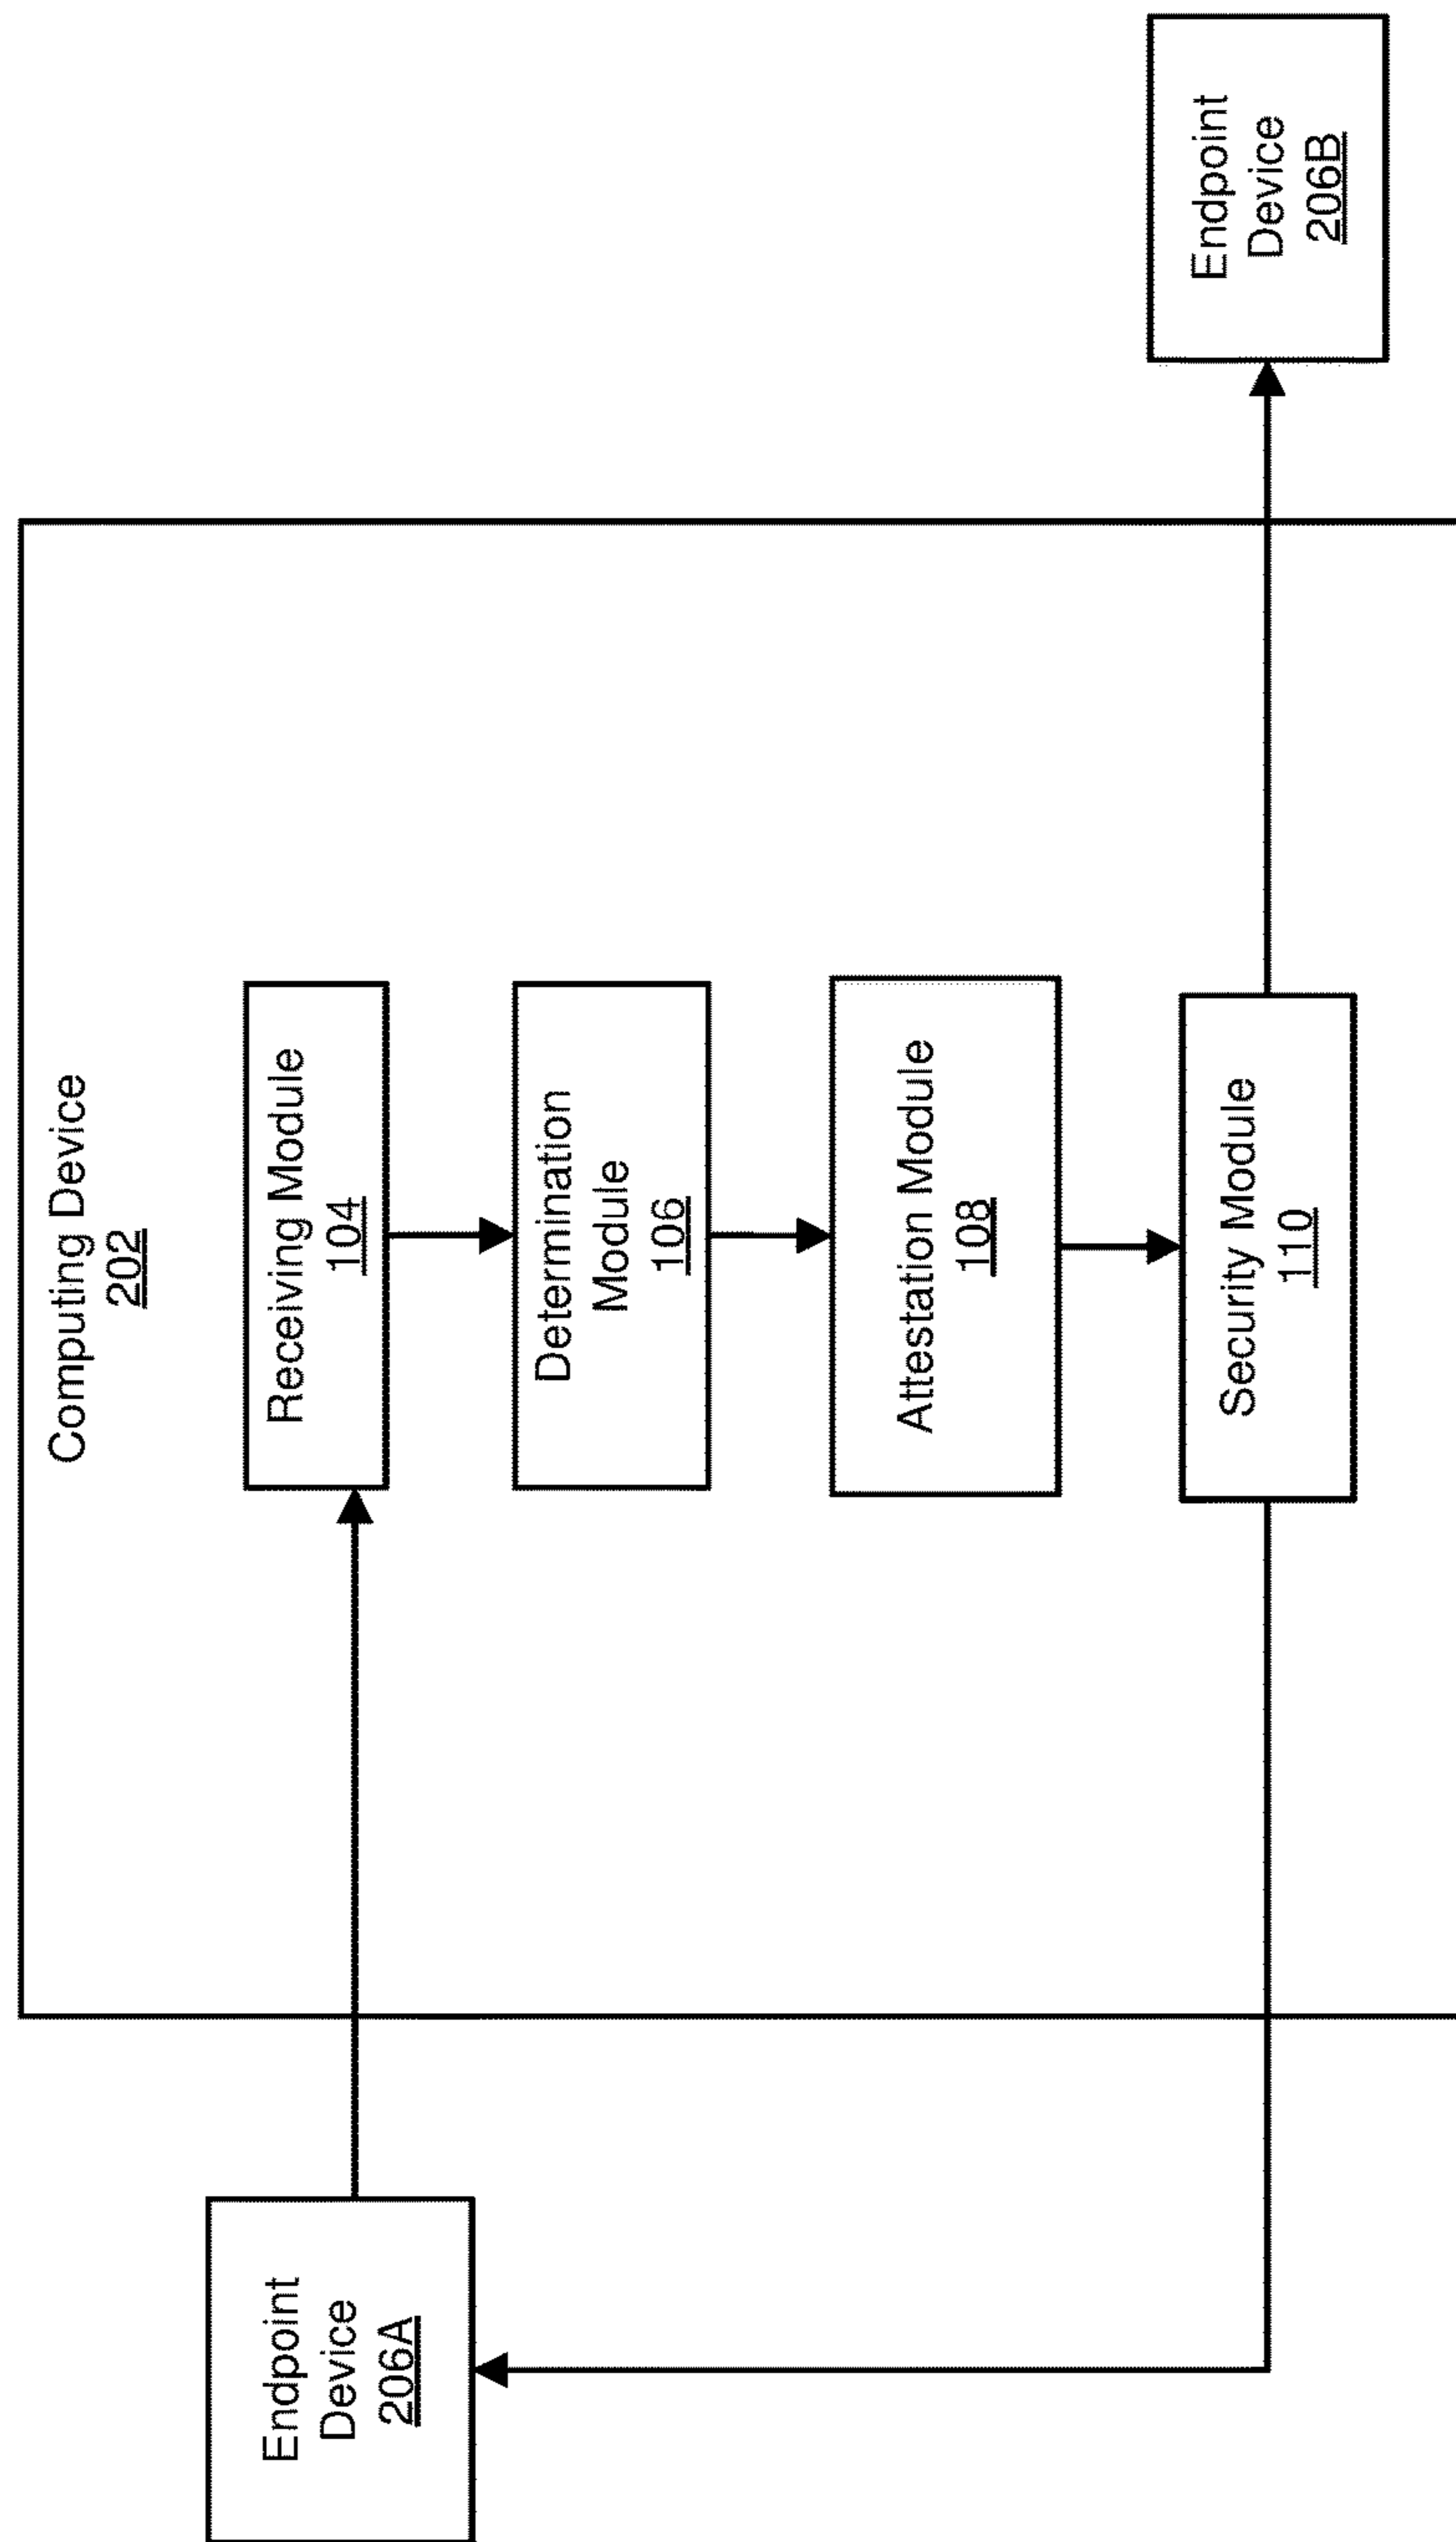 Computing Device
202
Endpoint
Device
206A
Receiving Module
104
Determination
Module
106
Attestation Module
108
Security Module
110
Endpoint
Device
206B